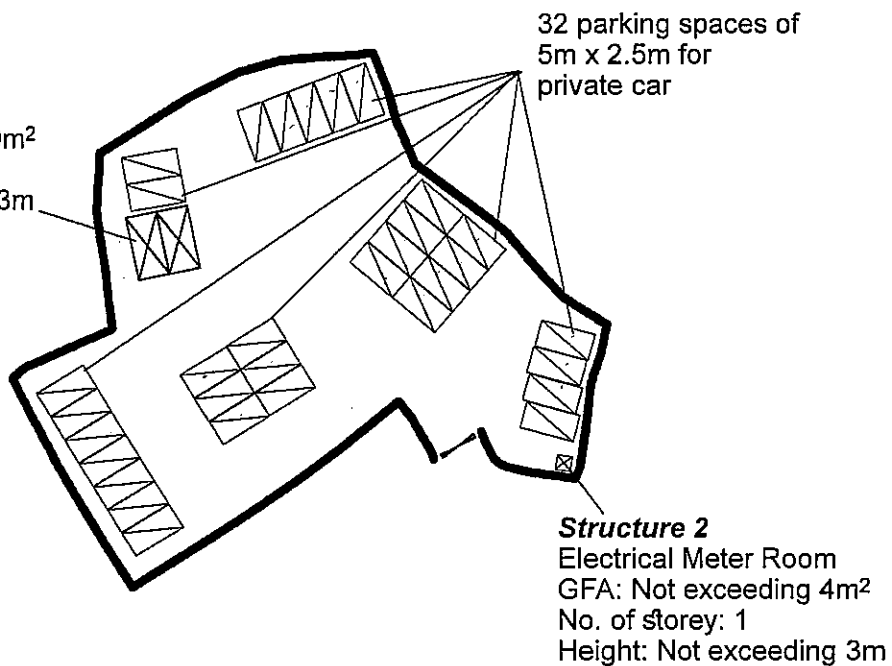 32 parking spaces of
5m x 2.5m for
private car
m²
3m
Structure 2
Electrical Meter Room
GFA: Not exceeding 4m²
No. of storey: 1
Height: Not exceeding 3m